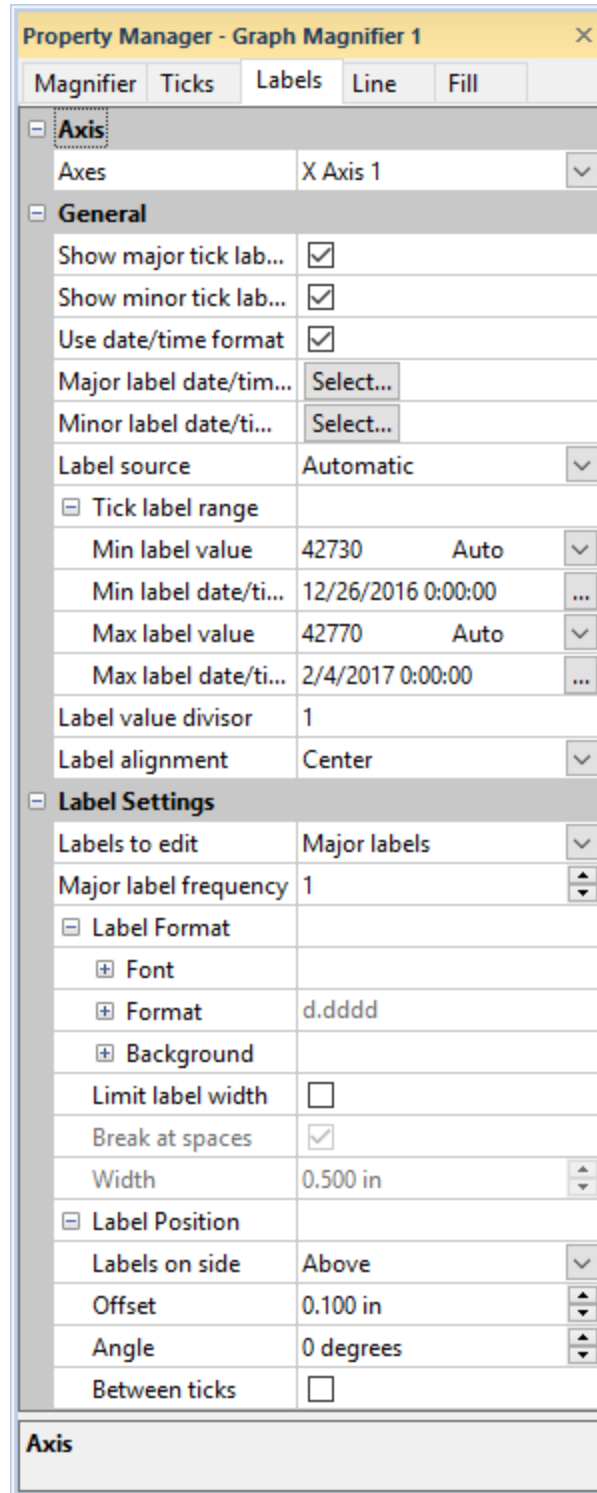 Property Manager - Graph Magnifier 1
Magnifier Ticks Labels Line Fill
Axis
Axes X Axis 1
General
Show major tick lab...
Show minor tick lab...
Use date/time format
Major label date/tim... Select...
Minor label date/ti... Select...
Label source Automatic
Tick label range
Min label value 42730 Auto
Min label date/ti... 12/26/2016 0:00:00 ...
Max label value 42770 Auto
Max label date/ti... 2/4/2017 0:00:00 ...
Label value divisor 1
Label alignment Center
Label Settings
Labels to edit Major labels
Major label frequency 1
Label Format
Font
Format d.dddd
Background
Limit label width
Break at spaces
Width 0.500 in
Label Position
Labels on side Above
Offset 0.100 in
Angle 0 degrees
Between ticks
Axis